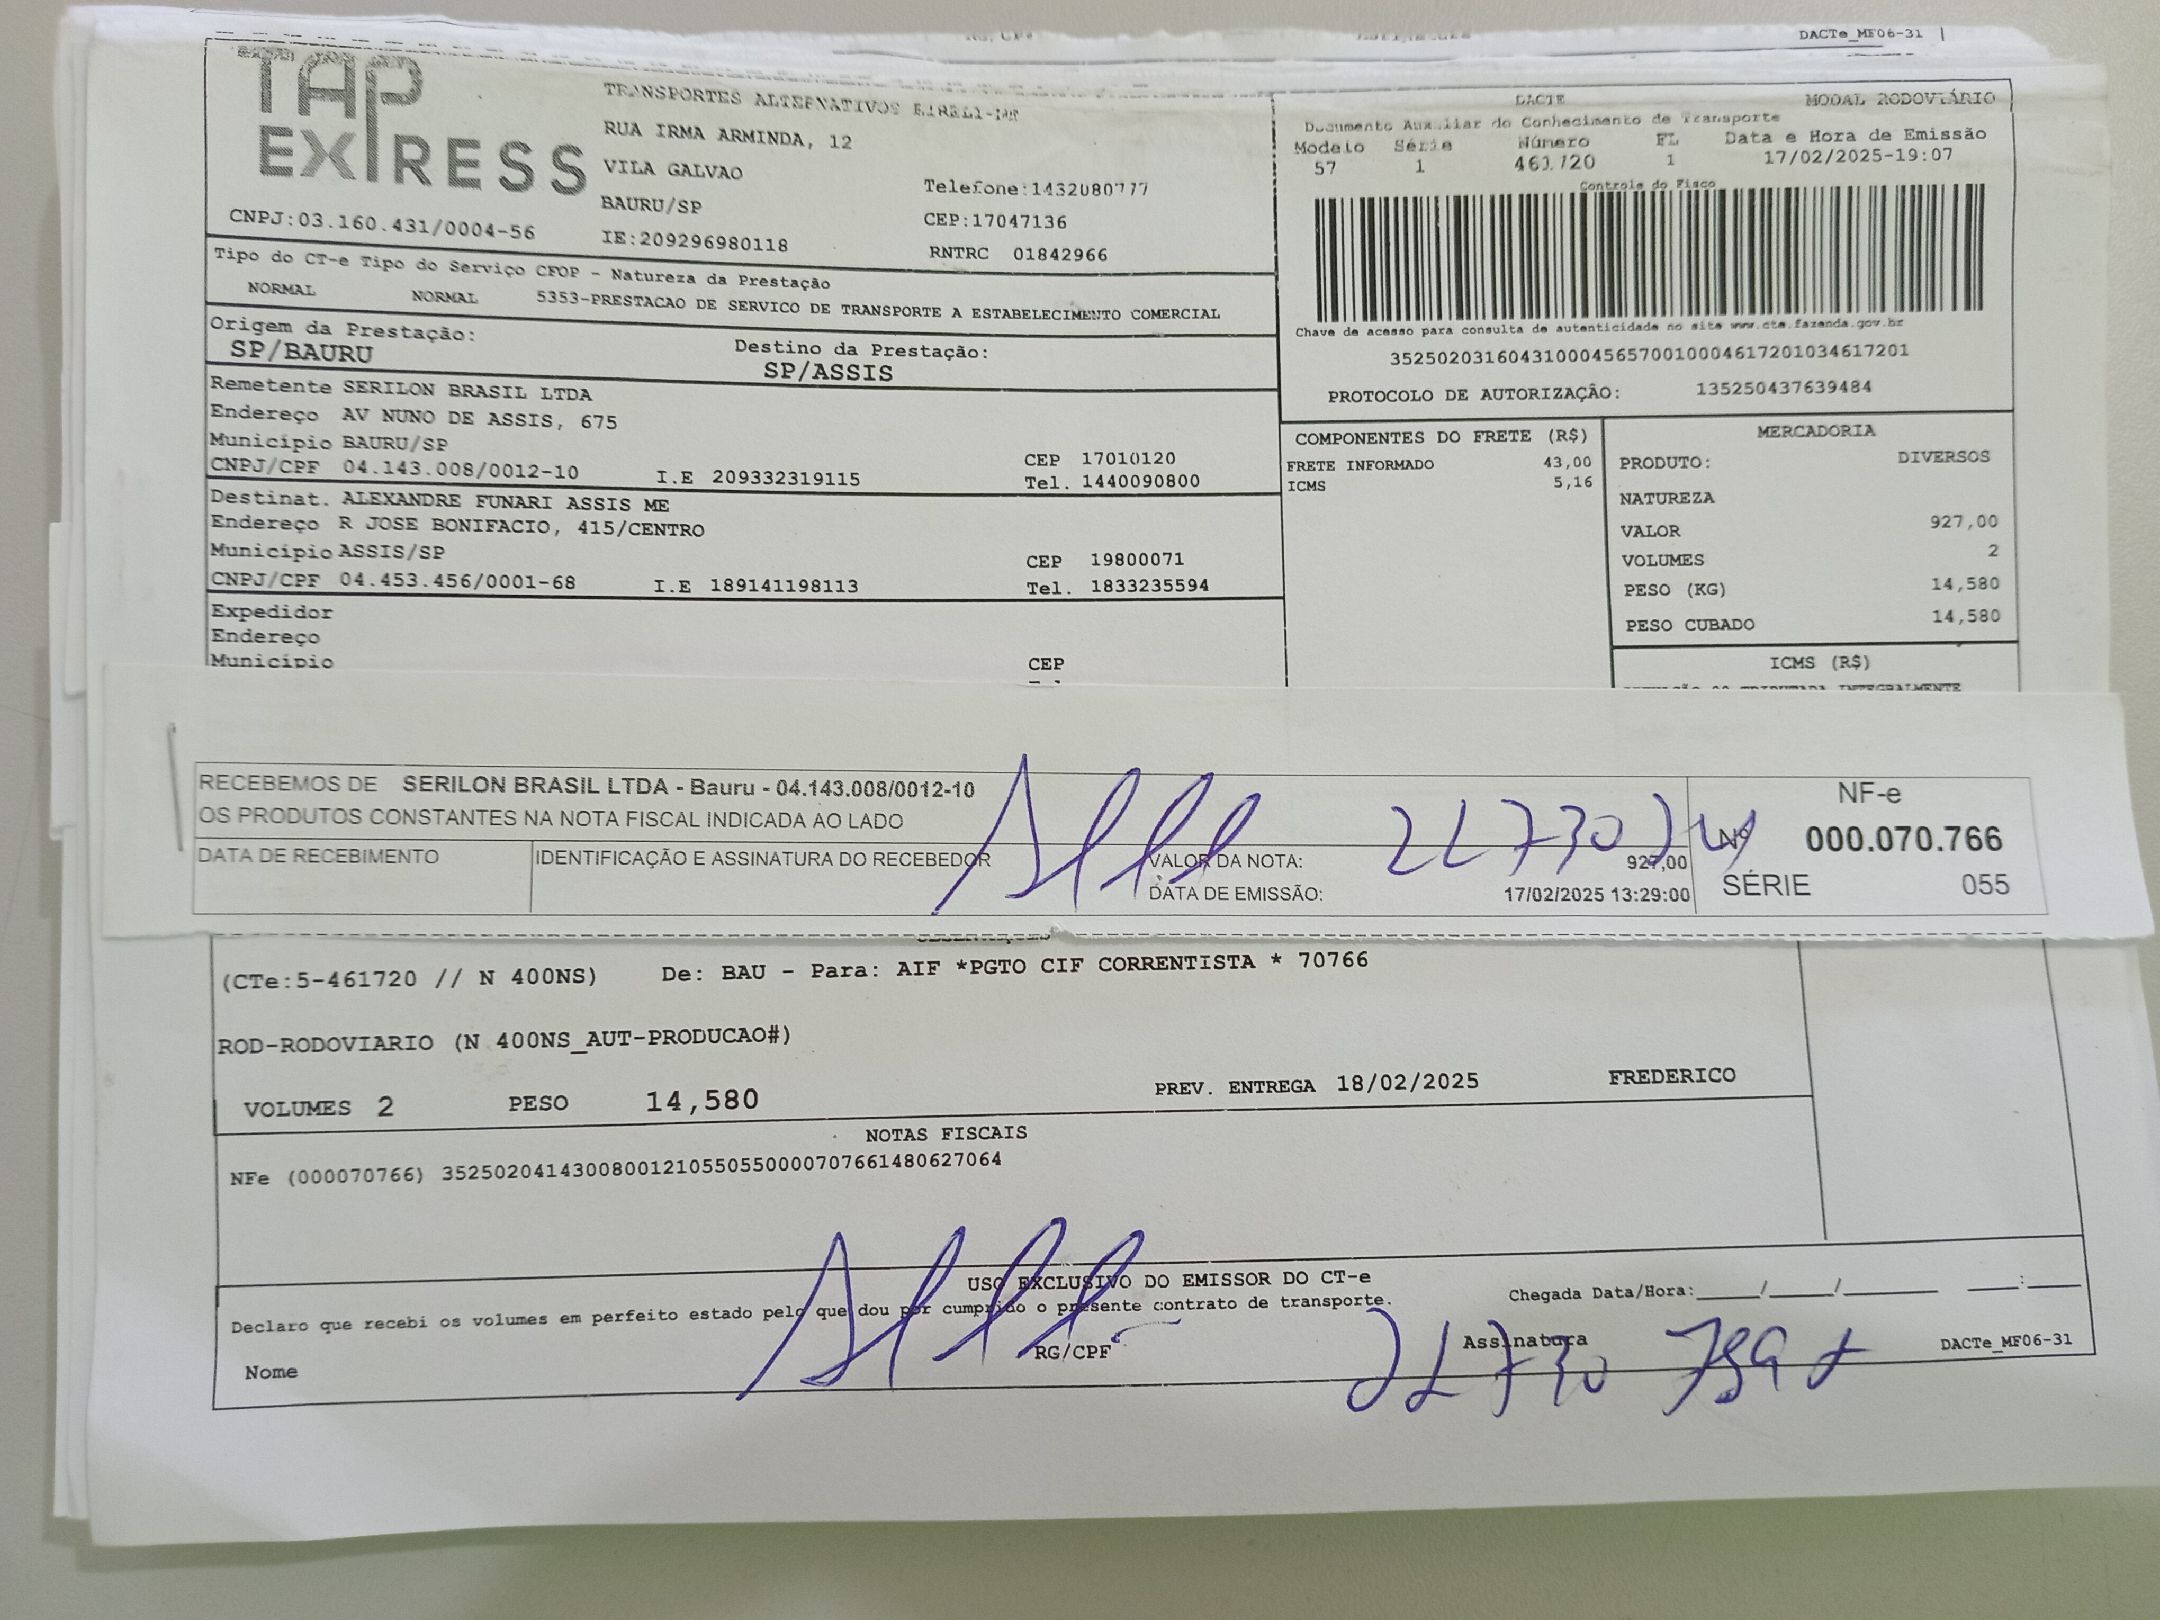 DACTe_MF06-31
TAP EXPRESS
TRANSPORTES ALTERNATIVOS EIRELI-ME
RUA IRMA ARMINDA, 12
VILA GALVAO
BAURU/SP
Telefone:1432080777
CEP:17047136
CNPJ:03.160.431/0004-56
IE:209296980118
RNTRC 01842966
DACTE MODAL RODOVIÁRIO
Documento Auxiliar do Conhecimento de Transporte
Modelo Série Número FL Data e Hora de Emissão
57 1 461720 1 17/02/2025-19:07
Controle do Fisco
Chave de acesso para consulta de autenticidade no site www.cte.fazenda.gov.br
35250203160431000456570010004617201034617201
PROTOCOLO DE AUTORIZAÇÃO: 135250437639484
Tipo do CT-e Tipo do Serviço CFOP - Natureza da Prestação
NORMAL NORMAL 5353-PRESTACAO DE SERVICO DE TRANSPORTE A ESTABELECIMENTO COMERCIAL
Origem da Prestação: Destino da Prestação:
SP/BAURU SP/ASSIS
Remetente SERILON BRASIL LTDA
Endereço AV NUNO DE ASSIS, 675
Município BAURU/SP CEP 17010120
CNPJ/CPF 04.143.008/0012-10 I.E 209332319115 Tel. 1440090800
Destinat. ALEXANDRE FUNARI ASSIS ME
Endereço R JOSE BONIFACIO, 415/CENTRO
Município ASSIS/SP CEP 19800071
CNPJ/CPF 04.453.456/0001-68 I.E 189141198113 Tel. 1833235594
Expedidor
Endereço
Município CEP
COMPONENTES DO FRETE (R$)
FRETE INFORMADO 43,00
ICMS 5,16
MERCADORIA
PRODUTO: DIVERSOS
NATUREZA
VALOR 927,00
VOLUMES 2
PESO (KG) 14,580
PESO CUBADO 14,580
ICMS (R$)
RECEBEMOS DE SERILON BRASIL LTDA - Bauru - 04.143.008/0012-10
OS PRODUTOS CONSTANTES NA NOTA FISCAL INDICADA AO LADO
DATA DE RECEBIMENTO IDENTIFICAÇÃO E ASSINATURA DO RECEBEDOR
VALOR DA NOTA: 927,00
DATA DE EMISSÃO: 17/02/2025 13:29:00
NF-e
Nº 000.070.766
SÉRIE 055
(CTe:5-461720 // N 400NS) De: BAU - Para: AIF *PGTO CIF CORRENTISTA * 70766
ROD-RODOVIARIO (N 400NS_AUT-PRODUCAO#)
VOLUMES 2 PESO 14,580 PREV. ENTREGA 18/02/2025 FREDERICO
NOTAS FISCAIS
NFe (000070766) 35250204143008001210550550000707661480627064
USO EXCLUSIVO DO EMISSOR DO CT-e
Declaro que recebi os volumes em perfeito estado pelo que dou por cumprido o presente contrato de transporte.
Chegada Data/Hora:____/____/______ ____:____
Nome RG/CPF Assinatura DACTe_MF06-31